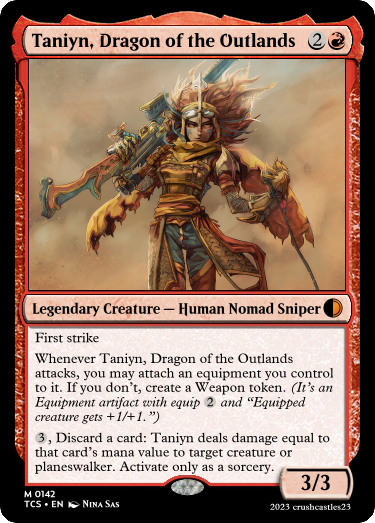 Taniyn, Dragon of the Outlands 2
Legendary Creature — Human Nomad Sniper
First strike
Whenever Taniyn, Dragon of the Outlands
attacks, you may attach an equipment you control
to it. If you don't, create a Weapon token. (It's an
Equipment artifact with equip 2 and “Equipped
creature gets +1/+1.”)
3, Discard a card: Taniyn deals damage equal to
that card's mana value to target creature or
planeswalker. Activate only as a sorcery.
3/3
M 0142
TCS • EN Nina Sas
2023 crushcastles23